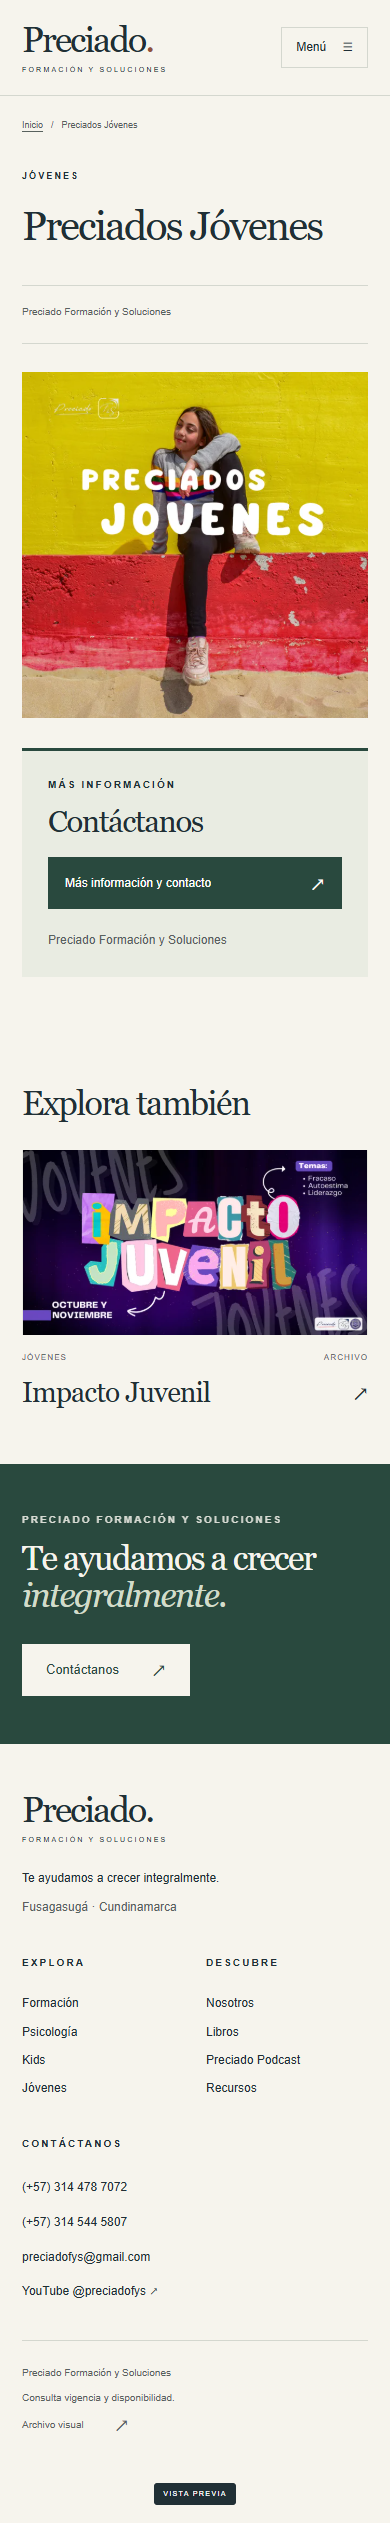 Preciado.
FORMACIÓN Y SOLUCIONES
Menú
Inicio / Preciados Jóvenes
JÓVENES
Preciados Jóvenes
Preciado Formación y Soluciones
Preciado
PRECIADOS
JOVENES
MÁS INFORMACIÓN
Contáctanos
Más información y contacto ↗
Preciado Formación y Soluciones
Explora también
JOVENES
Temas:
• Fracaso
• Autoestima
• Liderazgo
iMPACtO
JUVeNil
OCTUBRE Y
NOVIEMBRE
JOVENES
JÓVENES ARCHIVO
Impacto Juvenil ↗
PRECIADO FORMACIÓN Y SOLUCIONES
Te ayudamos a crecer
integralmente.
Contáctanos ↗
Preciado.
FORMACIÓN Y SOLUCIONES
Te ayudamos a crecer integralmente.
Fusagasugá · Cundinamarca
EXPLORA
Formación
Psicología
Kids
Jóvenes
DESCUBRE
Nosotros
Libros
Preciado Podcast
Recursos
CONTÁCTANOS
(+57) 314 478 7072
(+57) 314 544 5807
preciadofys@gmail.com
YouTube @preciadofys ↗
Preciado Formación y Soluciones
Consulta vigencia y disponibilidad.
Archivo visual ↗
VISTA PREVIA